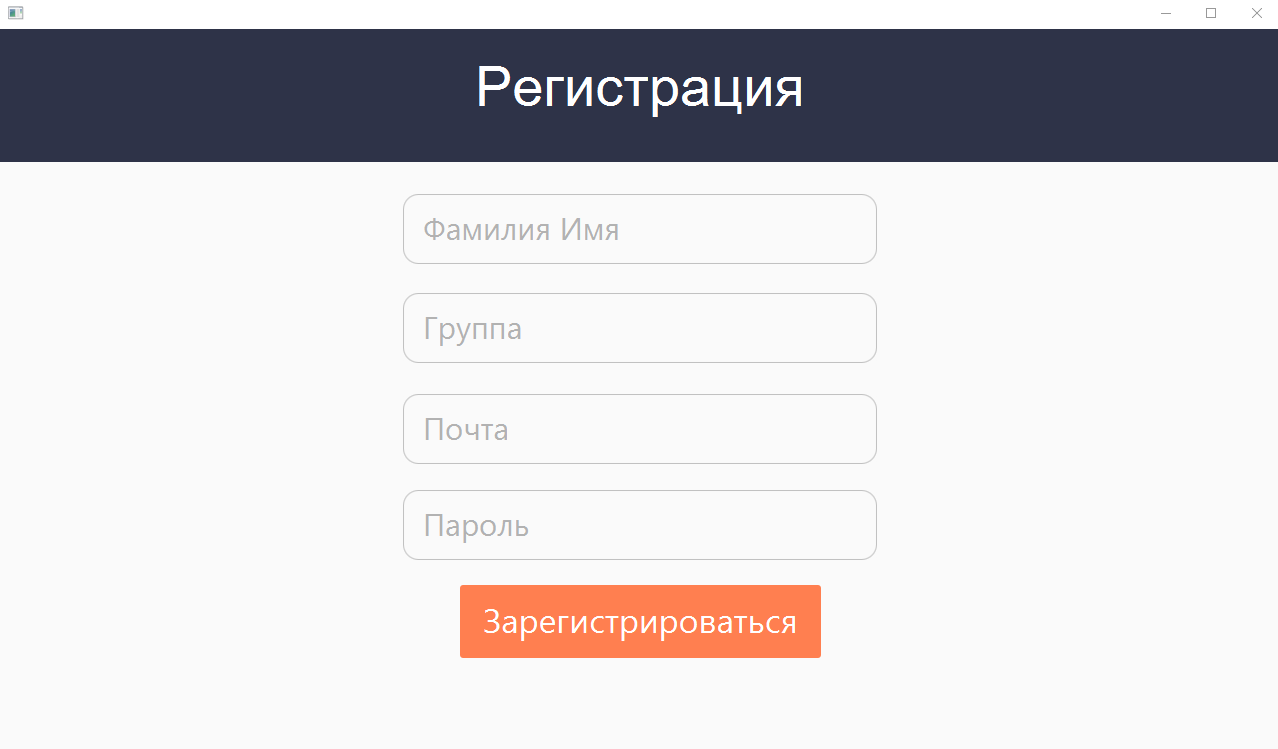 Регистрация
Фамилия Имя
Группа
Почта
Пароль
Зарегистрироваться